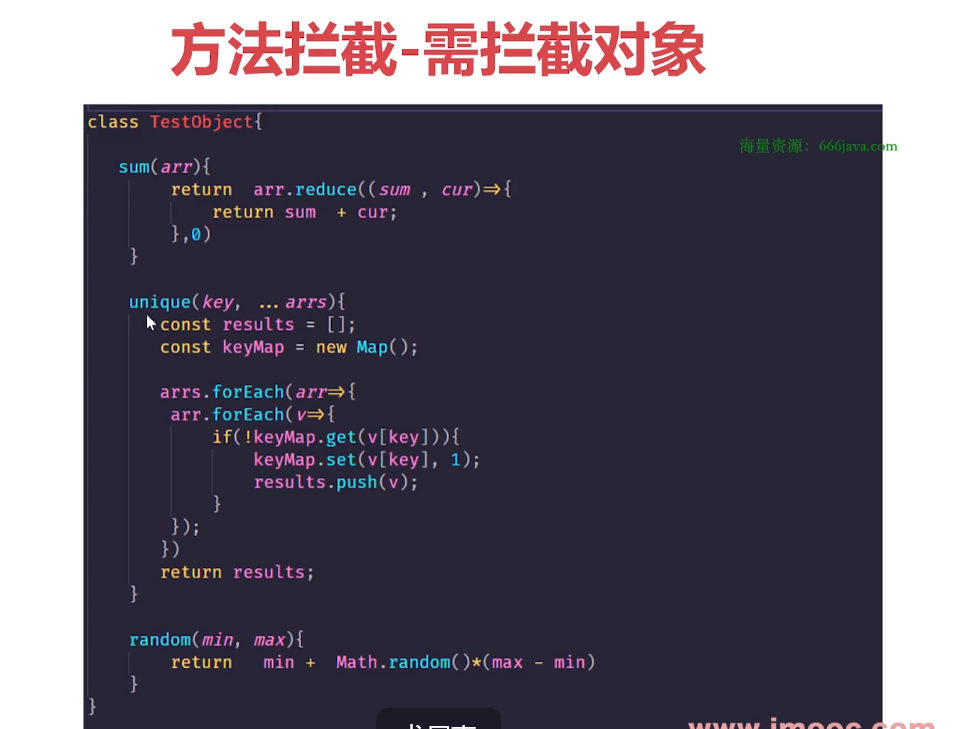 方法拦截-需拦截对象
class TestObject{
海量资源：666java.com
sum(arr){
return arr.reduce((sum , cur)=>{
return sum + cur;
},0)
}
unique(key, ...arrs){
const results = [];
const keyMap = new Map();
arrs.forEach(arr=>{
arr.forEach(v=>{
if(!keyMap.get(v[key])){
keyMap.set(v[key], 1);
results.push(v);
}
});
})
return results;
}
random(min, max){
return min + Math.random()*(max - min)
}
}
www.imooc.com